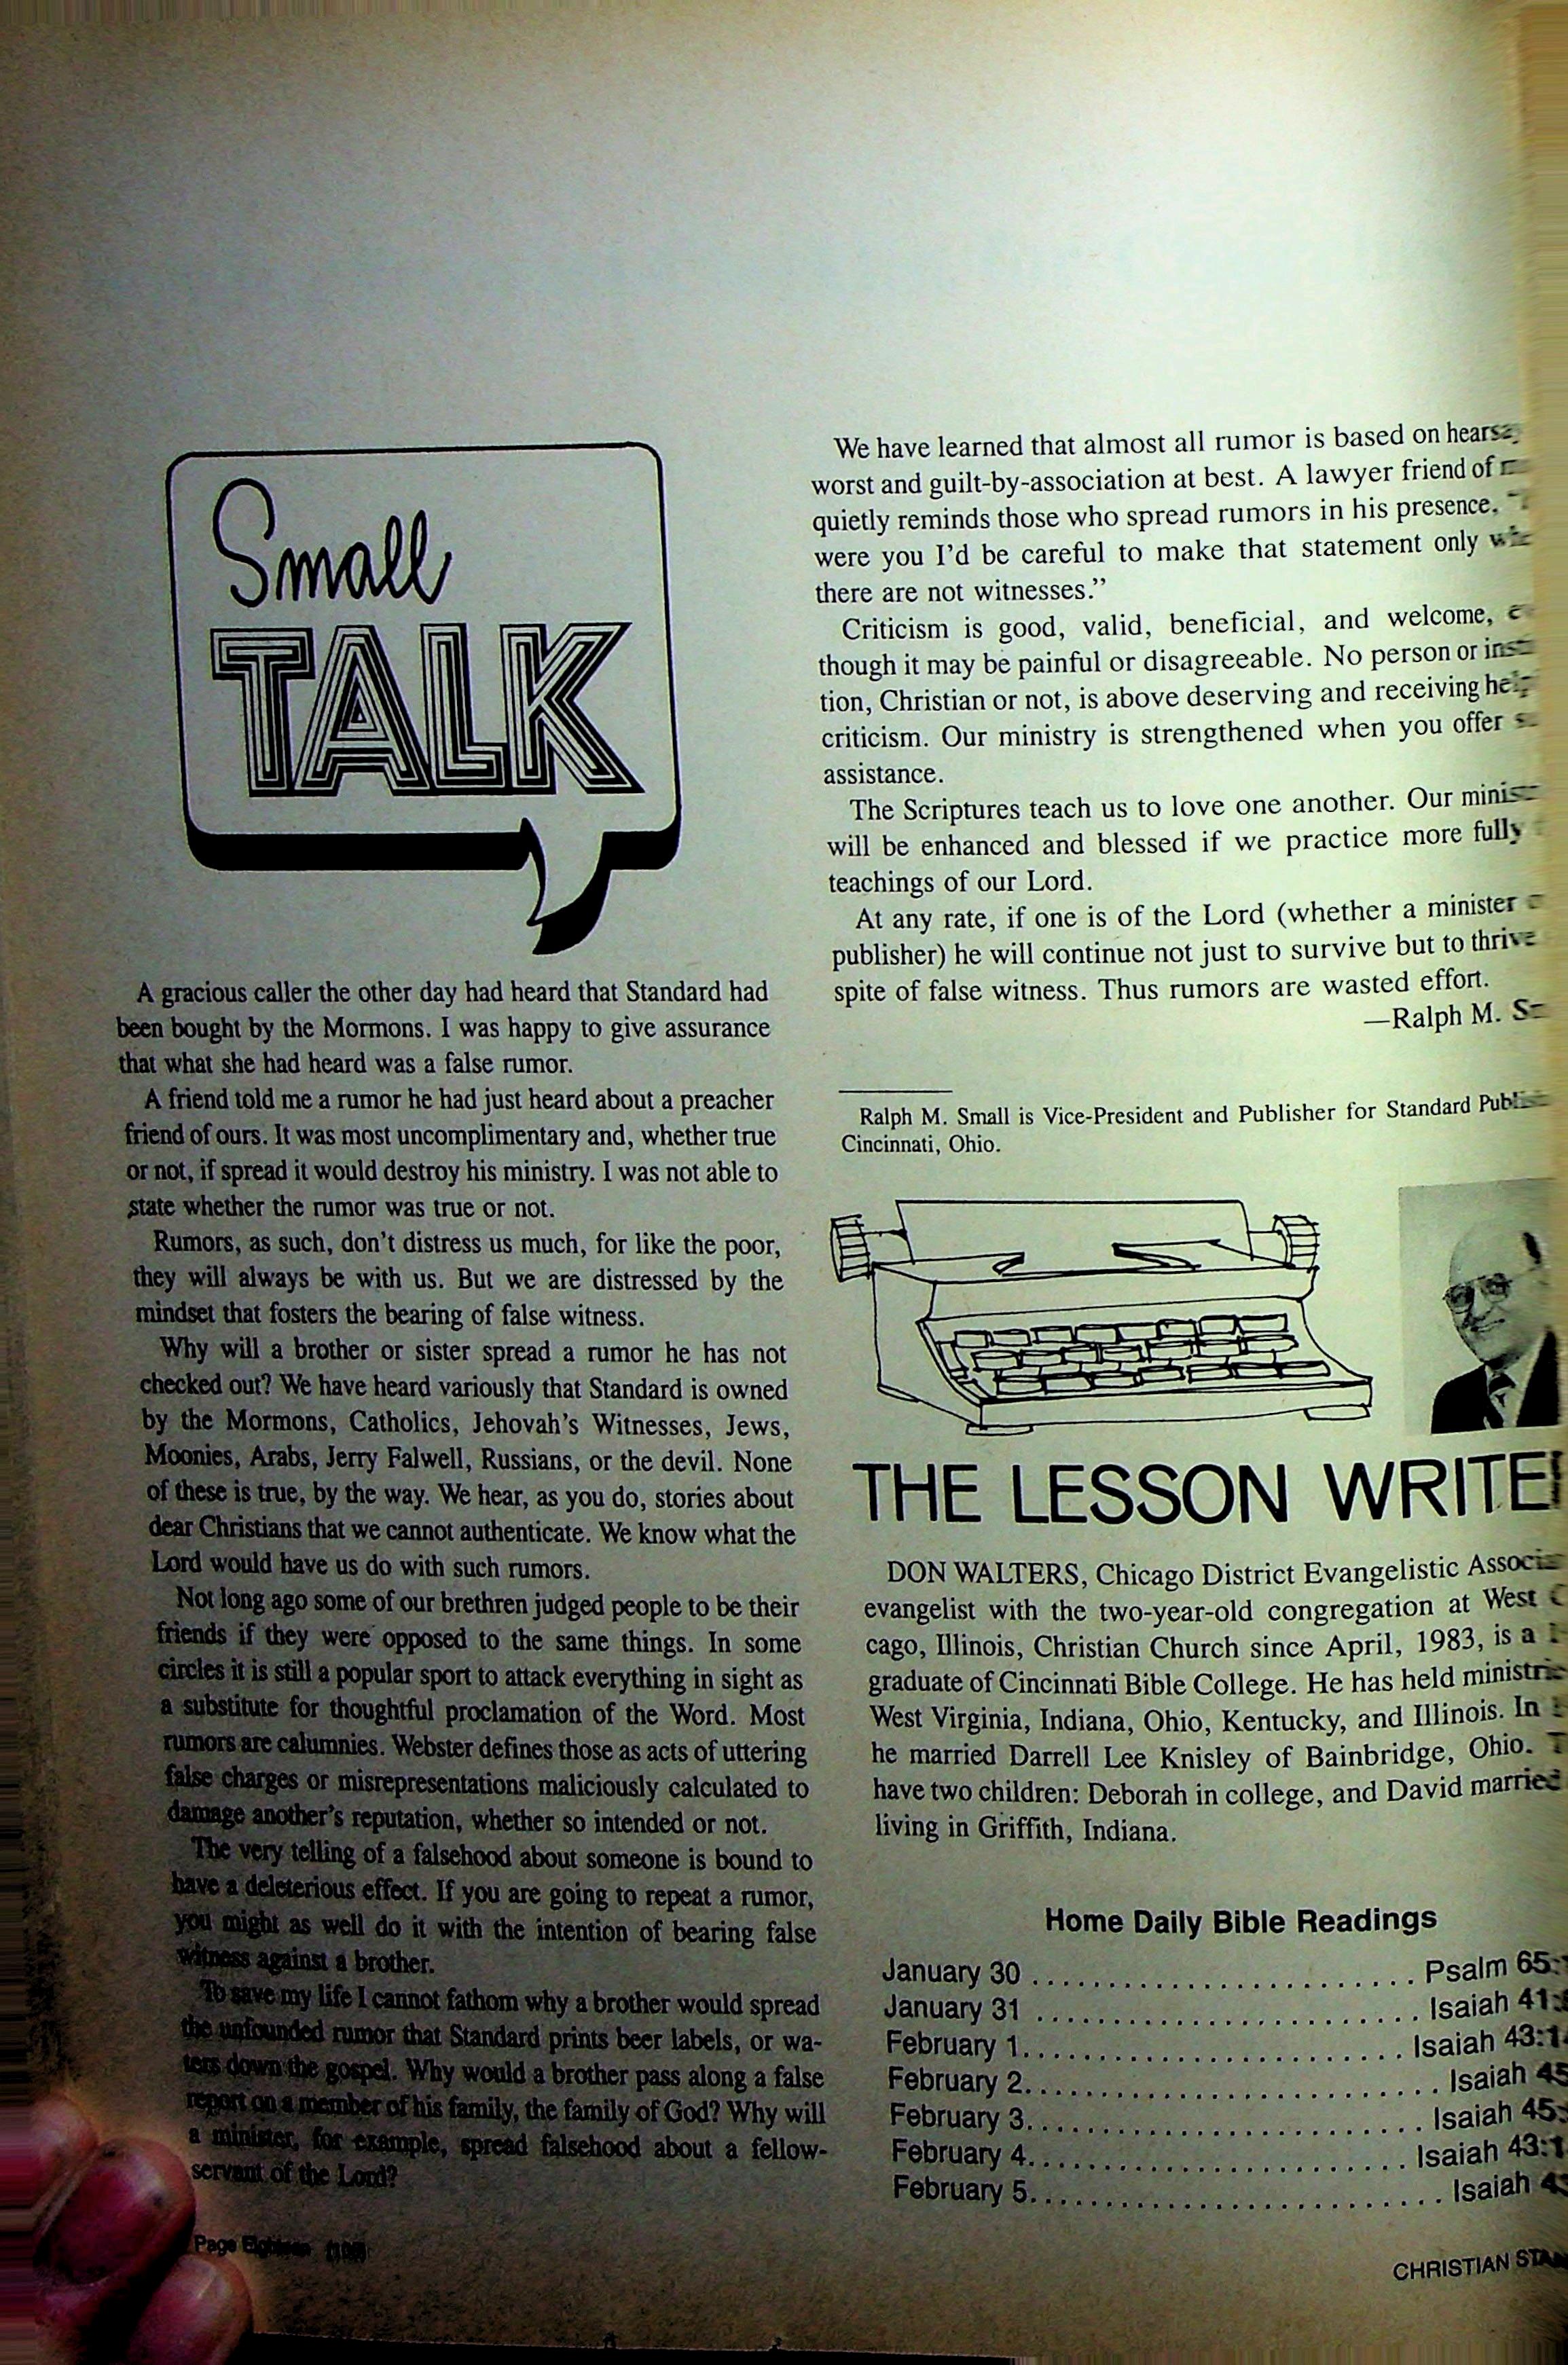 Small
TALK
A gracious caller the other day had heard that Standard had
been bought by the Mormons. I was happy to give assurance
that what she had heard was a false rumor.
A friend told me a rumor he had just heard about a preacher
friend of ours. It was most uncomplimentary and, whether true
or not, if spread it would destroy his ministry. I was not able to
state whether the rumor was true or not.
Rumors, as such, don't distress us much, for like the poor,
they will always be with us. But we are distressed by the
mindset that fosters the bearing of false witness.
Why will a brother or sister spread a rumor he has not
checked out? We have heard variously that Standard is owned
by the Mormons, Catholics, Jehovah's Witnesses, Jews,
Moonies, Arabs, Jerry Falwell, Russians, or the devil. None
of these is true, by the way. We hear, as you do, stories about
dear Christians that we cannot authenticate. We know what the
Lord would have us do with such rumors.
Not long ago some of our brethren judged people to be their
friends if they were opposed to the same things. In some
circles it is still a popular sport to attack everything in sight as
a substitute for thoughtful proclamation of the Word. Most
rumors are calumnies. Webster defines those as acts of uttering
false charges or misrepresentations maliciously calculated to
damage another's reputation, whether so intended or not.
The very telling of a falsehood about someone is bound to
have a deleterious effect. If you are going to repeat a rumor,
you might as well do it with the intention of bearing false
witness against a brother.
To save my life I cannot fathom why a brother would spread
the unfounded rumor that Standard prints beer labels, or wa-
ters down the gospel. Why would a brother pass along a false
report on a member of his family, the family of God? Why will
a minister, for example, spread falsehood about a fellow-
servant of the Lord?
Page Eighteen
We have learned that almost all rumor is based on
worst and guilt-by-association at best. A lawyer friend of
quietly reminds those who spread rumors in his presence,
were you I'd be careful to make that statement only
there are not witnesses."
Criticism is good, valid, beneficial, and welcome,
though it may be painful or disagreeable. No person or
tion, Christian or not, is above deserving and receiving
criticism. Our ministry is strengthened when you offer
assistance.
The Scriptures teach us to love one another. Our
will be enhanced and blessed if we practice more fully
teachings of our Lord.
At any rate, if one is of the Lord (whether a minister
publisher) he will continue not just to survive but to thrive
spite of false witness. Thus rumors are wasted effort.
—Ralph M.
Ralph M. Small is Vice-President and Publisher for Standard
Cincinnati, Ohio.
THE LESSON WRITER
DON WALTERS, Chicago District Evangelistic
evangelist with the two-year-old congregation at West
cago, Illinois, Christian Church since April, 1983, is a
graduate of Cincinnati Bible College. He has held
West Virginia, Indiana, Ohio, Kentucky, and Illinois. In
he married Darrell Lee Knisley of Bainbridge, Ohio.
have two children: Deborah in college, and David married
living in Griffith, Indiana.
Home Daily Bible Readings
January 30 ........................ Psalm 65:
January 31 ........................ Isaiah 41:
February 1........................ Isaiah 43:1
February 2........................ Isaiah 45
February 3........................ Isaiah 45:
February 4........................ Isaiah 43:1
February 5........................ Isaiah
CHRISTIAN